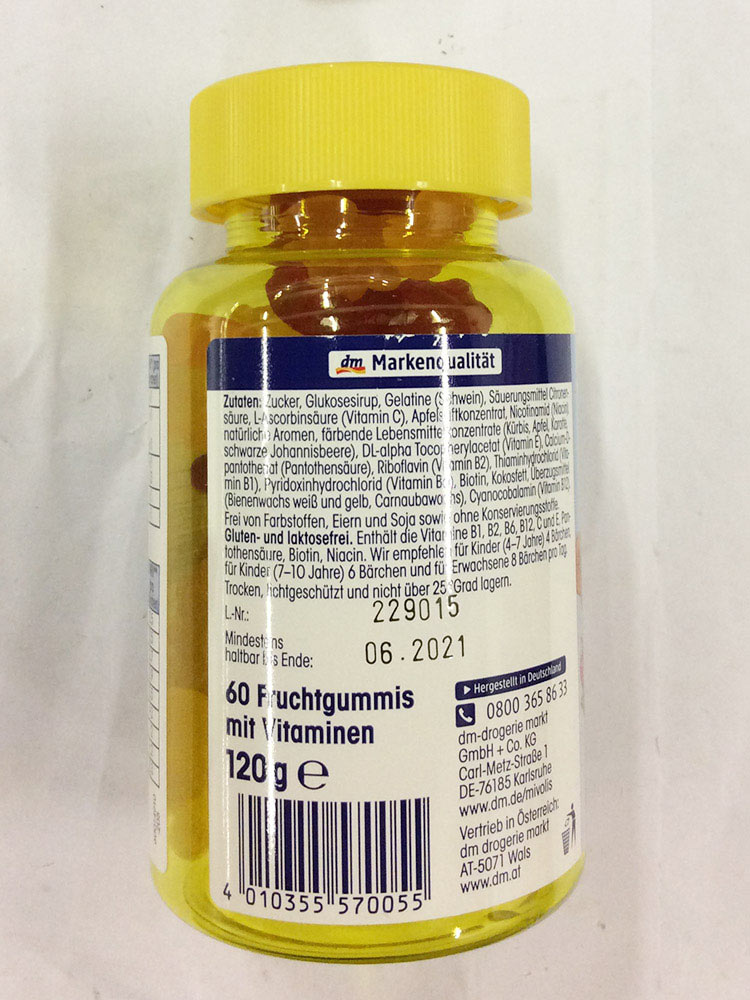 dm Markenqualität
Zutaten: Zucker, Glukosesirup, Gelatine (Schwein), Säuerungsmittel Citronen-
säure, L-Ascorbinsäure (Vitamin C), Apfelsaftkonzentrat, Nicotinamid (Niacin),
natürliche Aromen, färbende Lebensmittelkonzentrate (Kürbis, Apfel, Karotte,
schwarze Johannisbeere), DL-alpha Tocopherylacetat (Vitamin E), Calcium-D-
pantothenat (Pantothensäure), Riboflavin (Vitamin B2), Thiaminhydrochlorid (Vita-
min B1), Pyridoxinhydrochlorid (Vitamin B6), Biotin, Kokosfett, Überzugsmittel
(Bienenwachs weiß und gelb, Carnaubawachs), Cyanocobalamin (Vitamin B12).
Frei von Farbstoffen, Eiern und Soja sowie ohne Konservierungsstoffe.
Gluten- und laktosefrei. Enthält die Vitamine B1, B2, B6, B12, C und E, Pan-
tothensäure, Biotin, Niacin. Wir empfehlen für Kinder (4-7 Jahre) 4 Bärchen,
für Kinder (7-10 Jahre) 6 Bärchen und für Erwachsene 8 Bärchen pro Tag.
Trocken, lichtgeschützt und nicht über 25 Grad lagern.
L-Nr.: 229015
Mindestens
haltbar bis Ende: 06.2021
60 Fruchtgummis
mit Vitaminen
120 g e
4 010355 570055
Hergestellt in Deutschland
0800 365 86 33
dm-drogerie markt
GmbH + Co. KG
Carl-Metz-Straße 1
DE-76185 Karlsruhe
www.dm.de/mivolis
Vertrieb in Österreich:
dm drogerie markt
AT-5071 Wals
www.dm.at